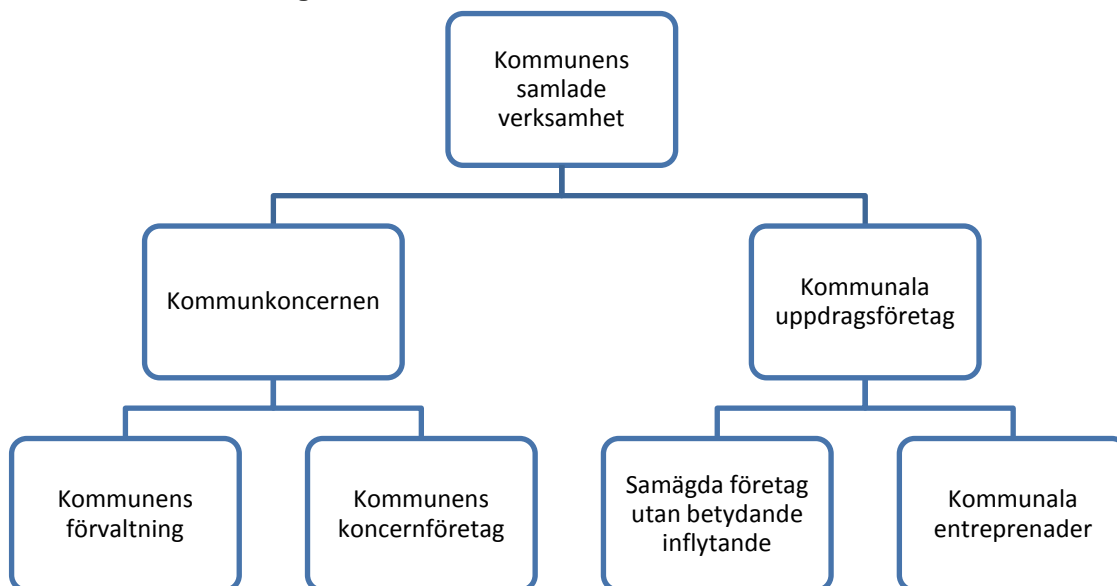 Kommunens
samlade
verksamhet
Kommunkoncernen
Kommunala
uppdragsföretag
Kommunens
förvaltning
Kommunens
koncernföretag
Samägda företag
utan betydande
inflytande
Kommunala
entreprenader